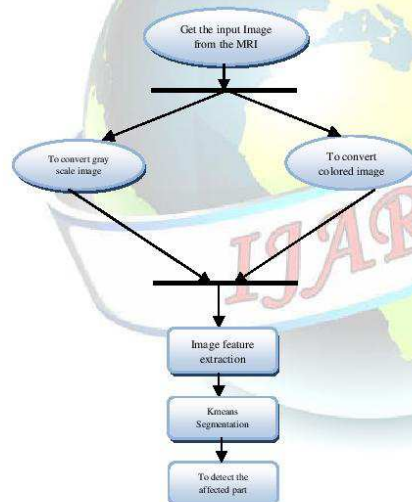 Get the input Image
from the MRI
To convert gray
scale image
To convert
colored image
IJAR
Image feature
extraction
Kmeans
Segmentation
To detect the
affected part